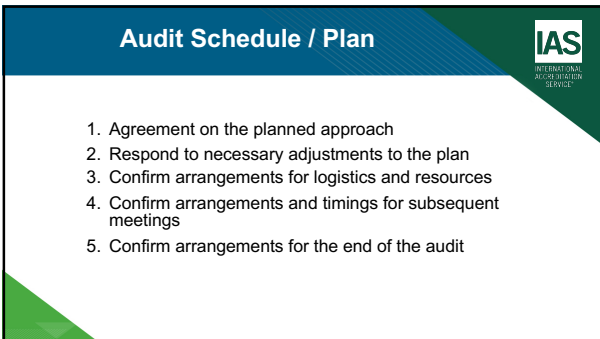 Audit Schedule / Plan
IAS
INTERNATIONAL
ACCREDITATION
SERVICE®
1. Agreement on the planned approach
2. Respond to necessary adjustments to the plan
3. Confirm arrangements for logistics and resources
4. Confirm arrangements and timings for subsequent
meetings
5. Confirm arrangements for the end of the audit